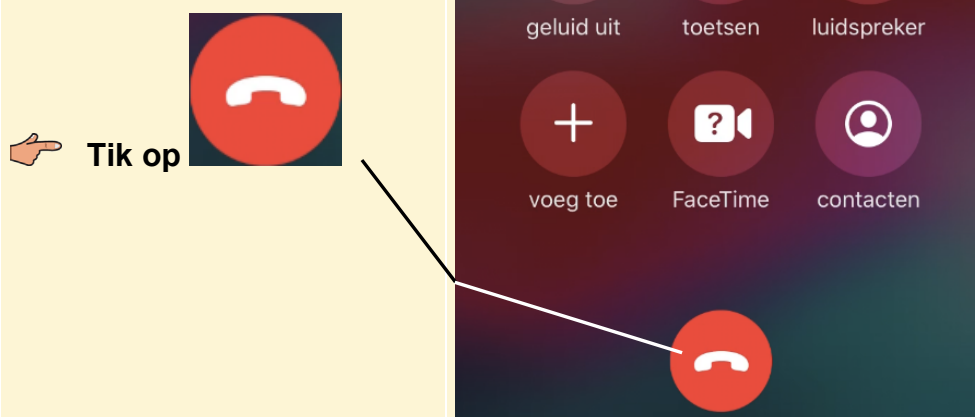 Tik op
geluid uit toetsen luidspreker
voeg toe FaceTime contacten